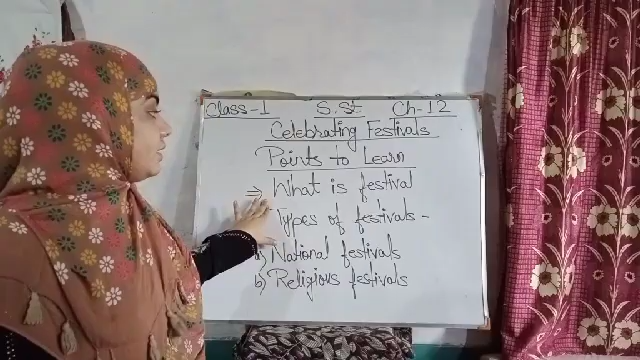 Class-1 S.St Ch-12
Celebrating Festivals
Points to Learn
⇒ What is festival
Types of festivals -
a) National festivals
b) Religious festivals